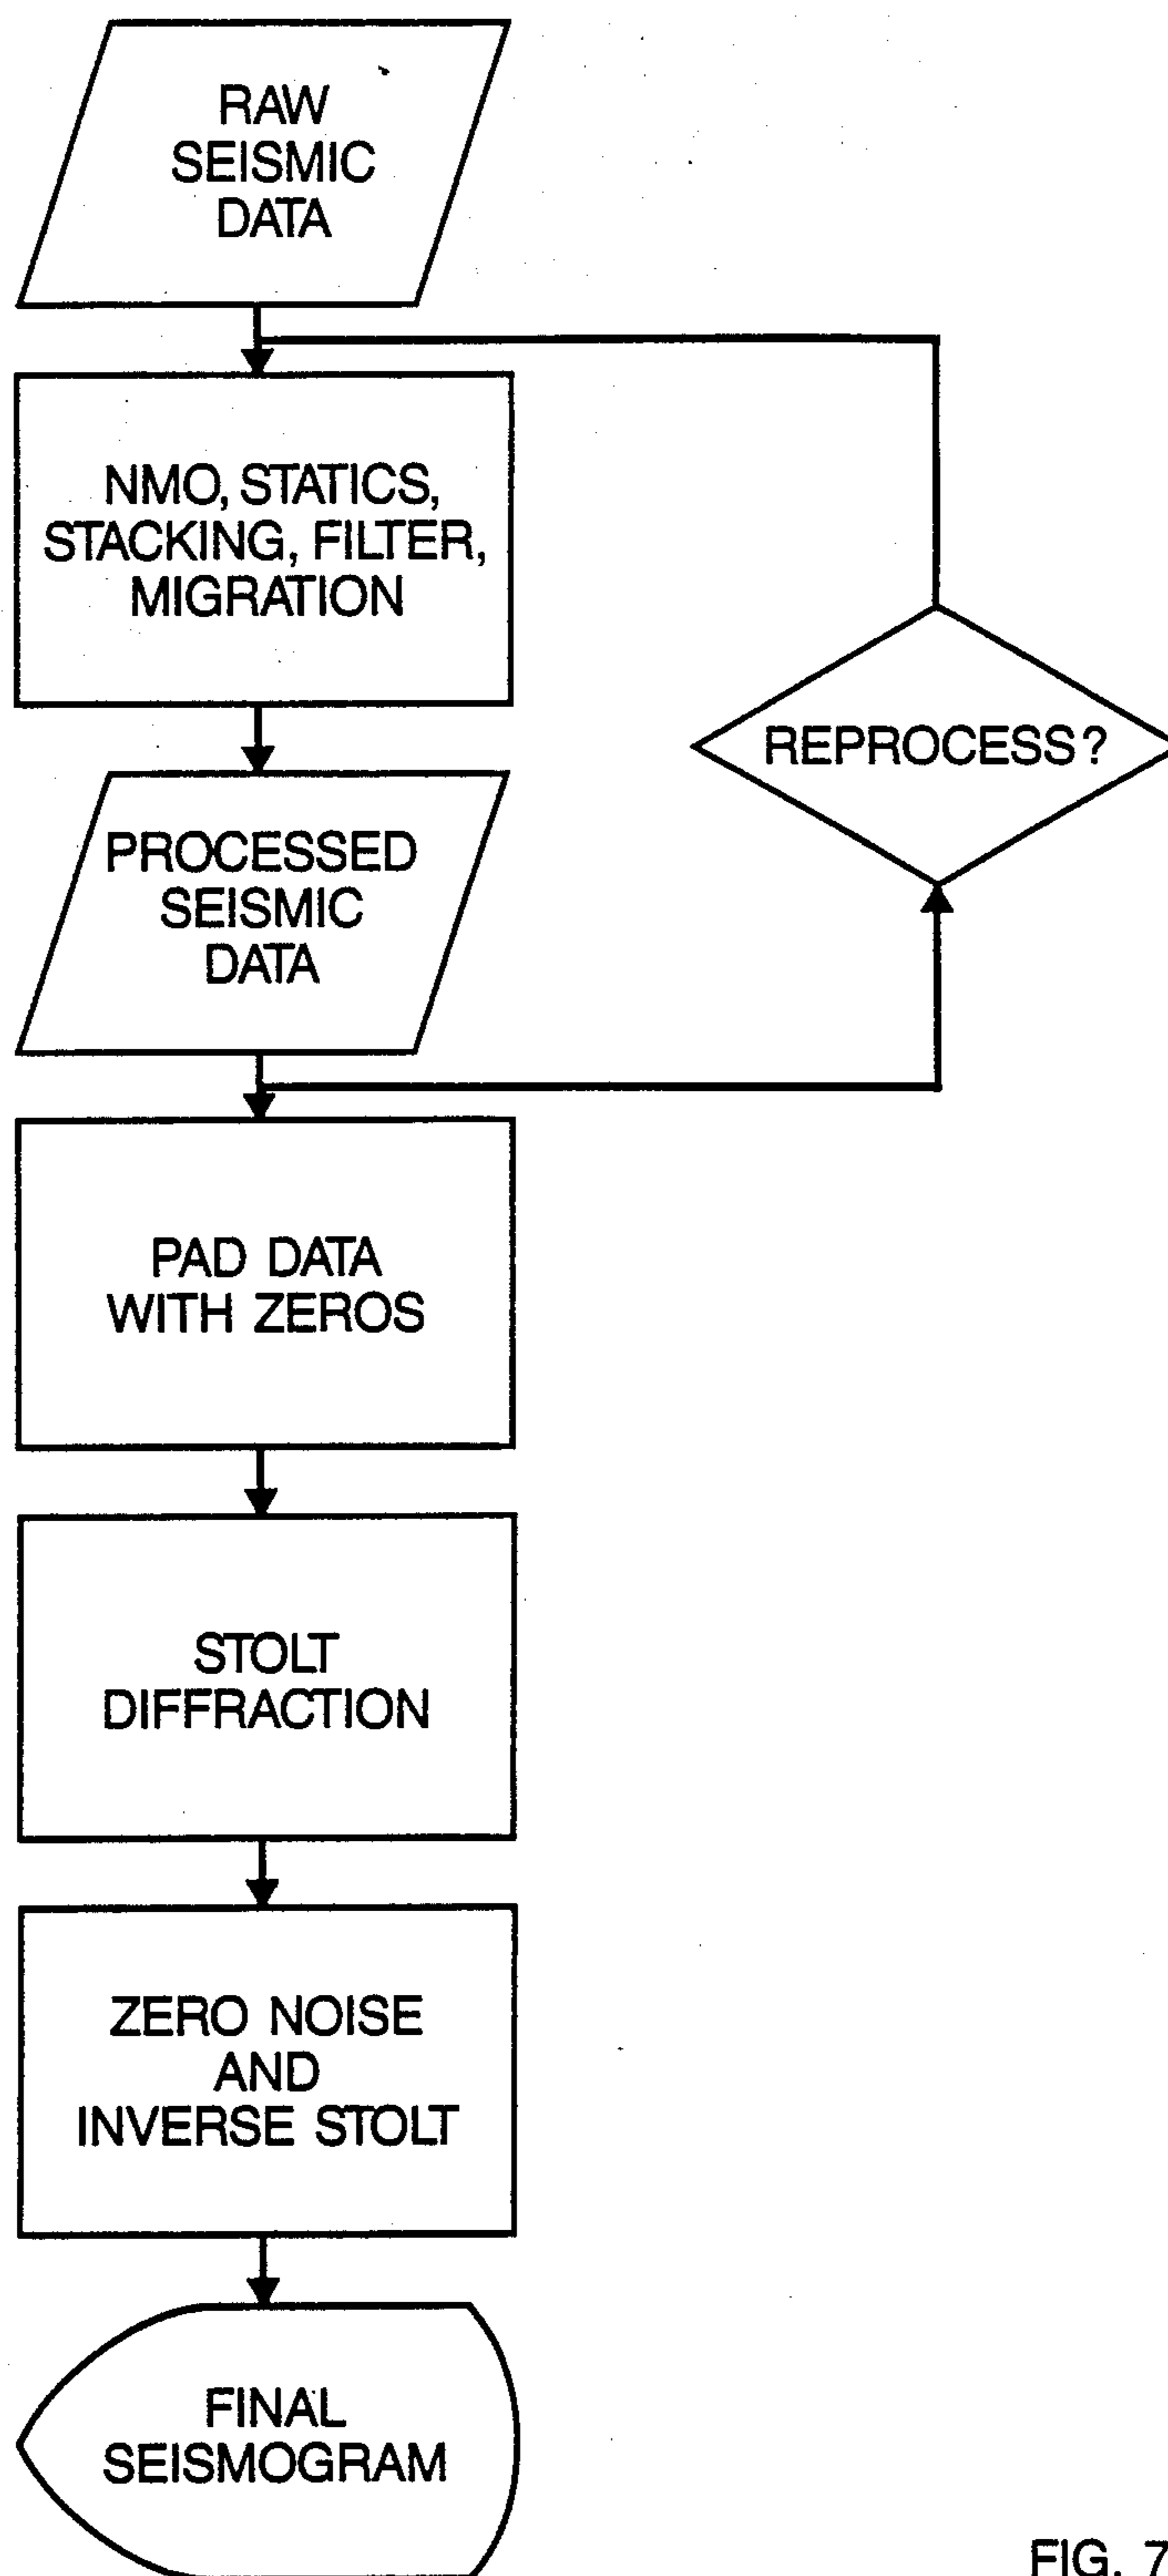 RAW
SEISMIC
DATA
NMO, STATICS,
STACKING, FILTER,
MIGRATION
REPROCESS?
PROCESSED
SEISMIC
DATA
PAD DATA
WITH ZEROS
STOLT
DIFFRACTION
ZERO NOISE
AND
INVERSE STOLT
FINAL
SEISMOGRAM
FIG. 7